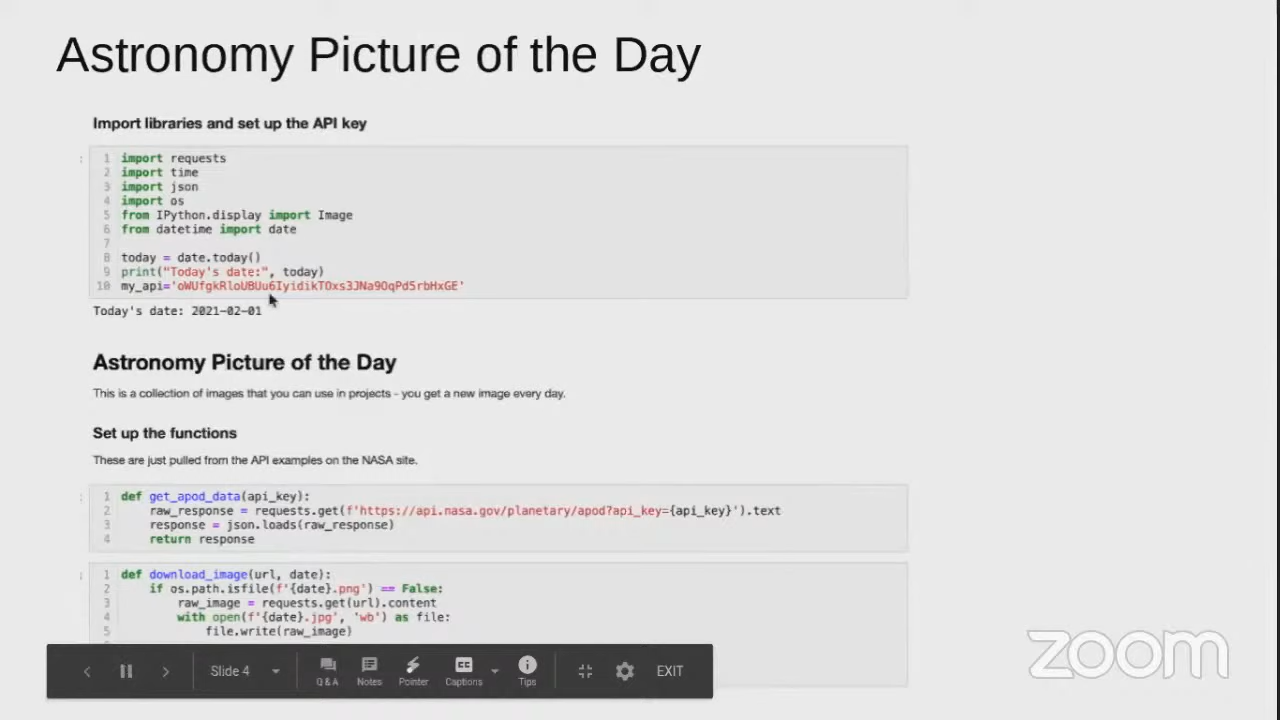 Astronomy Picture of the Day
Import libraries and set up the API key
1 import requests
2 import time
3 import json
4 import os
5 from IPython.display import Image
6 from datetime import date
7
8 today = date.today()
9 print("Today's date:", today)
10 my_api='oWUfgkRloUBUu6IyidikTOxs3JNa9OqPd5rbHxGE'
Today's date: 2021-02-01
Astronomy Picture of the Day
This is a collection of images that you can use in projects - you get a new image every day.
Set up the functions
These are just pulled from the API examples on the NASA site.
1 def get_apod_data(api_key):
2 raw_response = requests.get(f'https://api.nasa.gov/planetary/apod?api_key={api_key}').text
3 response = json.loads(raw_response)
4 return response
1 def download_image(url, date):
2 if os.path.isfile(f'{date}.png') == False:
3 raw_image = requests.get(url).content
4 with open(f'{date}.jpg', 'wb') as file:
5 file.write(raw_image)
Slide 4
Q & A Notes Pointer Captions Tips
EXIT
zoom